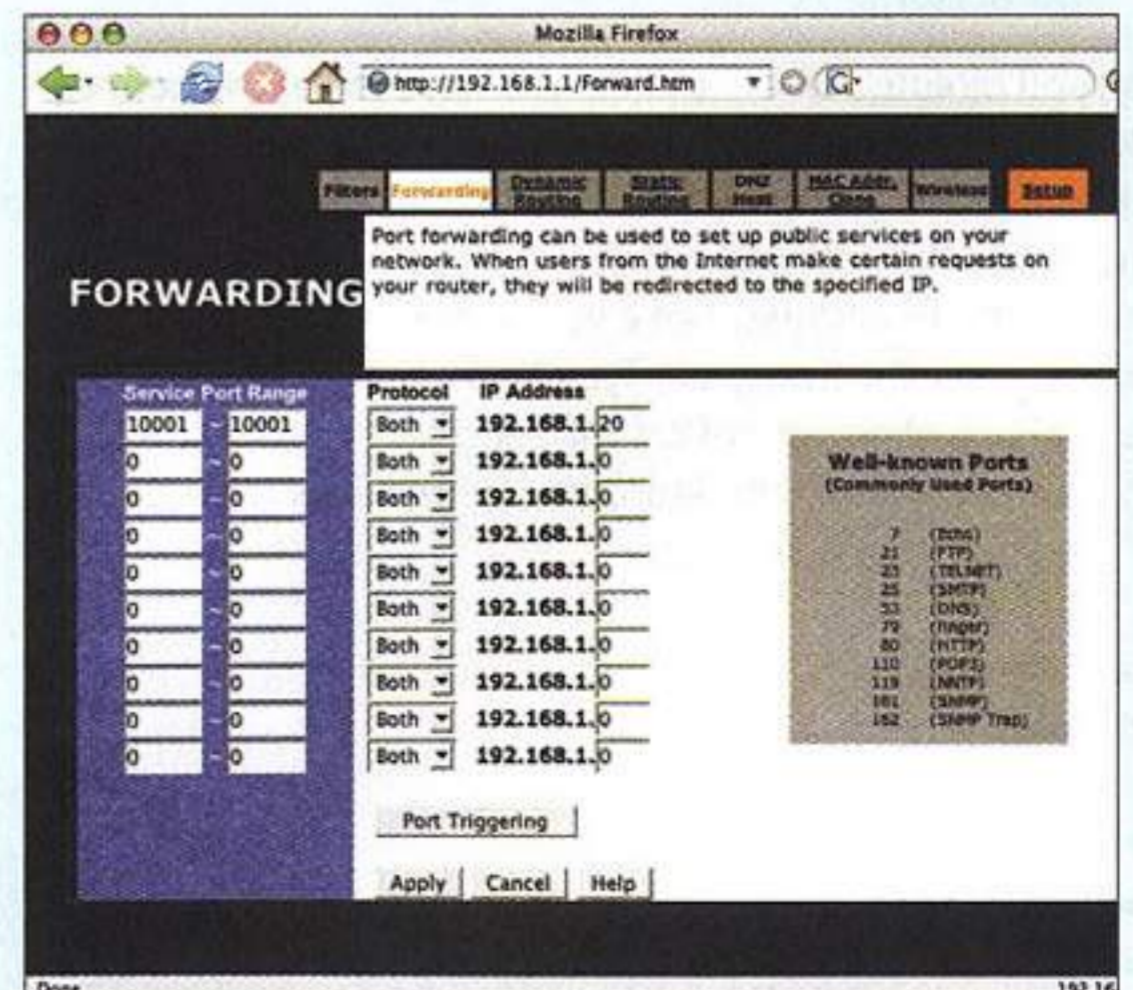 Mozilla Firefox
http://192.168.1.1/Forward.htm
G
Filters Forwarding Dynamic Routing Static Routing DMZ Host MAC Addr. Clone Wireless Setup
FORWARDING
Port forwarding can be used to set up public services on your
network. When users from the Internet make certain requests on
your router, they will be redirected to the specified IP.
Service Port Range Protocol IP Address
10001 ~ 10001 Both 192.168.1.20
0 ~ 0 Both 192.168.1.0
0 ~ 0 Both 192.168.1.0
0 ~ 0 Both 192.168.1.0
0 ~ 0 Both 192.168.1.0
0 ~ 0 Both 192.168.1.0
0 ~ 0 Both 192.168.1.0
0 ~ 0 Both 192.168.1.0
0 ~ 0 Both 192.168.1.0
0 ~ 0 Both 192.168.1.0
Well-known Ports
(Commonly Used Ports)
7 (Echo)
21 (FTP)
23 (TELNET)
25 (SMTP)
53 (DNS)
79 (finger)
80 (HTTP)
110 (POP3)
119 (NNTP)
161 (SNMP)
162 (SNMP Trap)
Port Triggering
Apply Cancel Help
Done 192.16